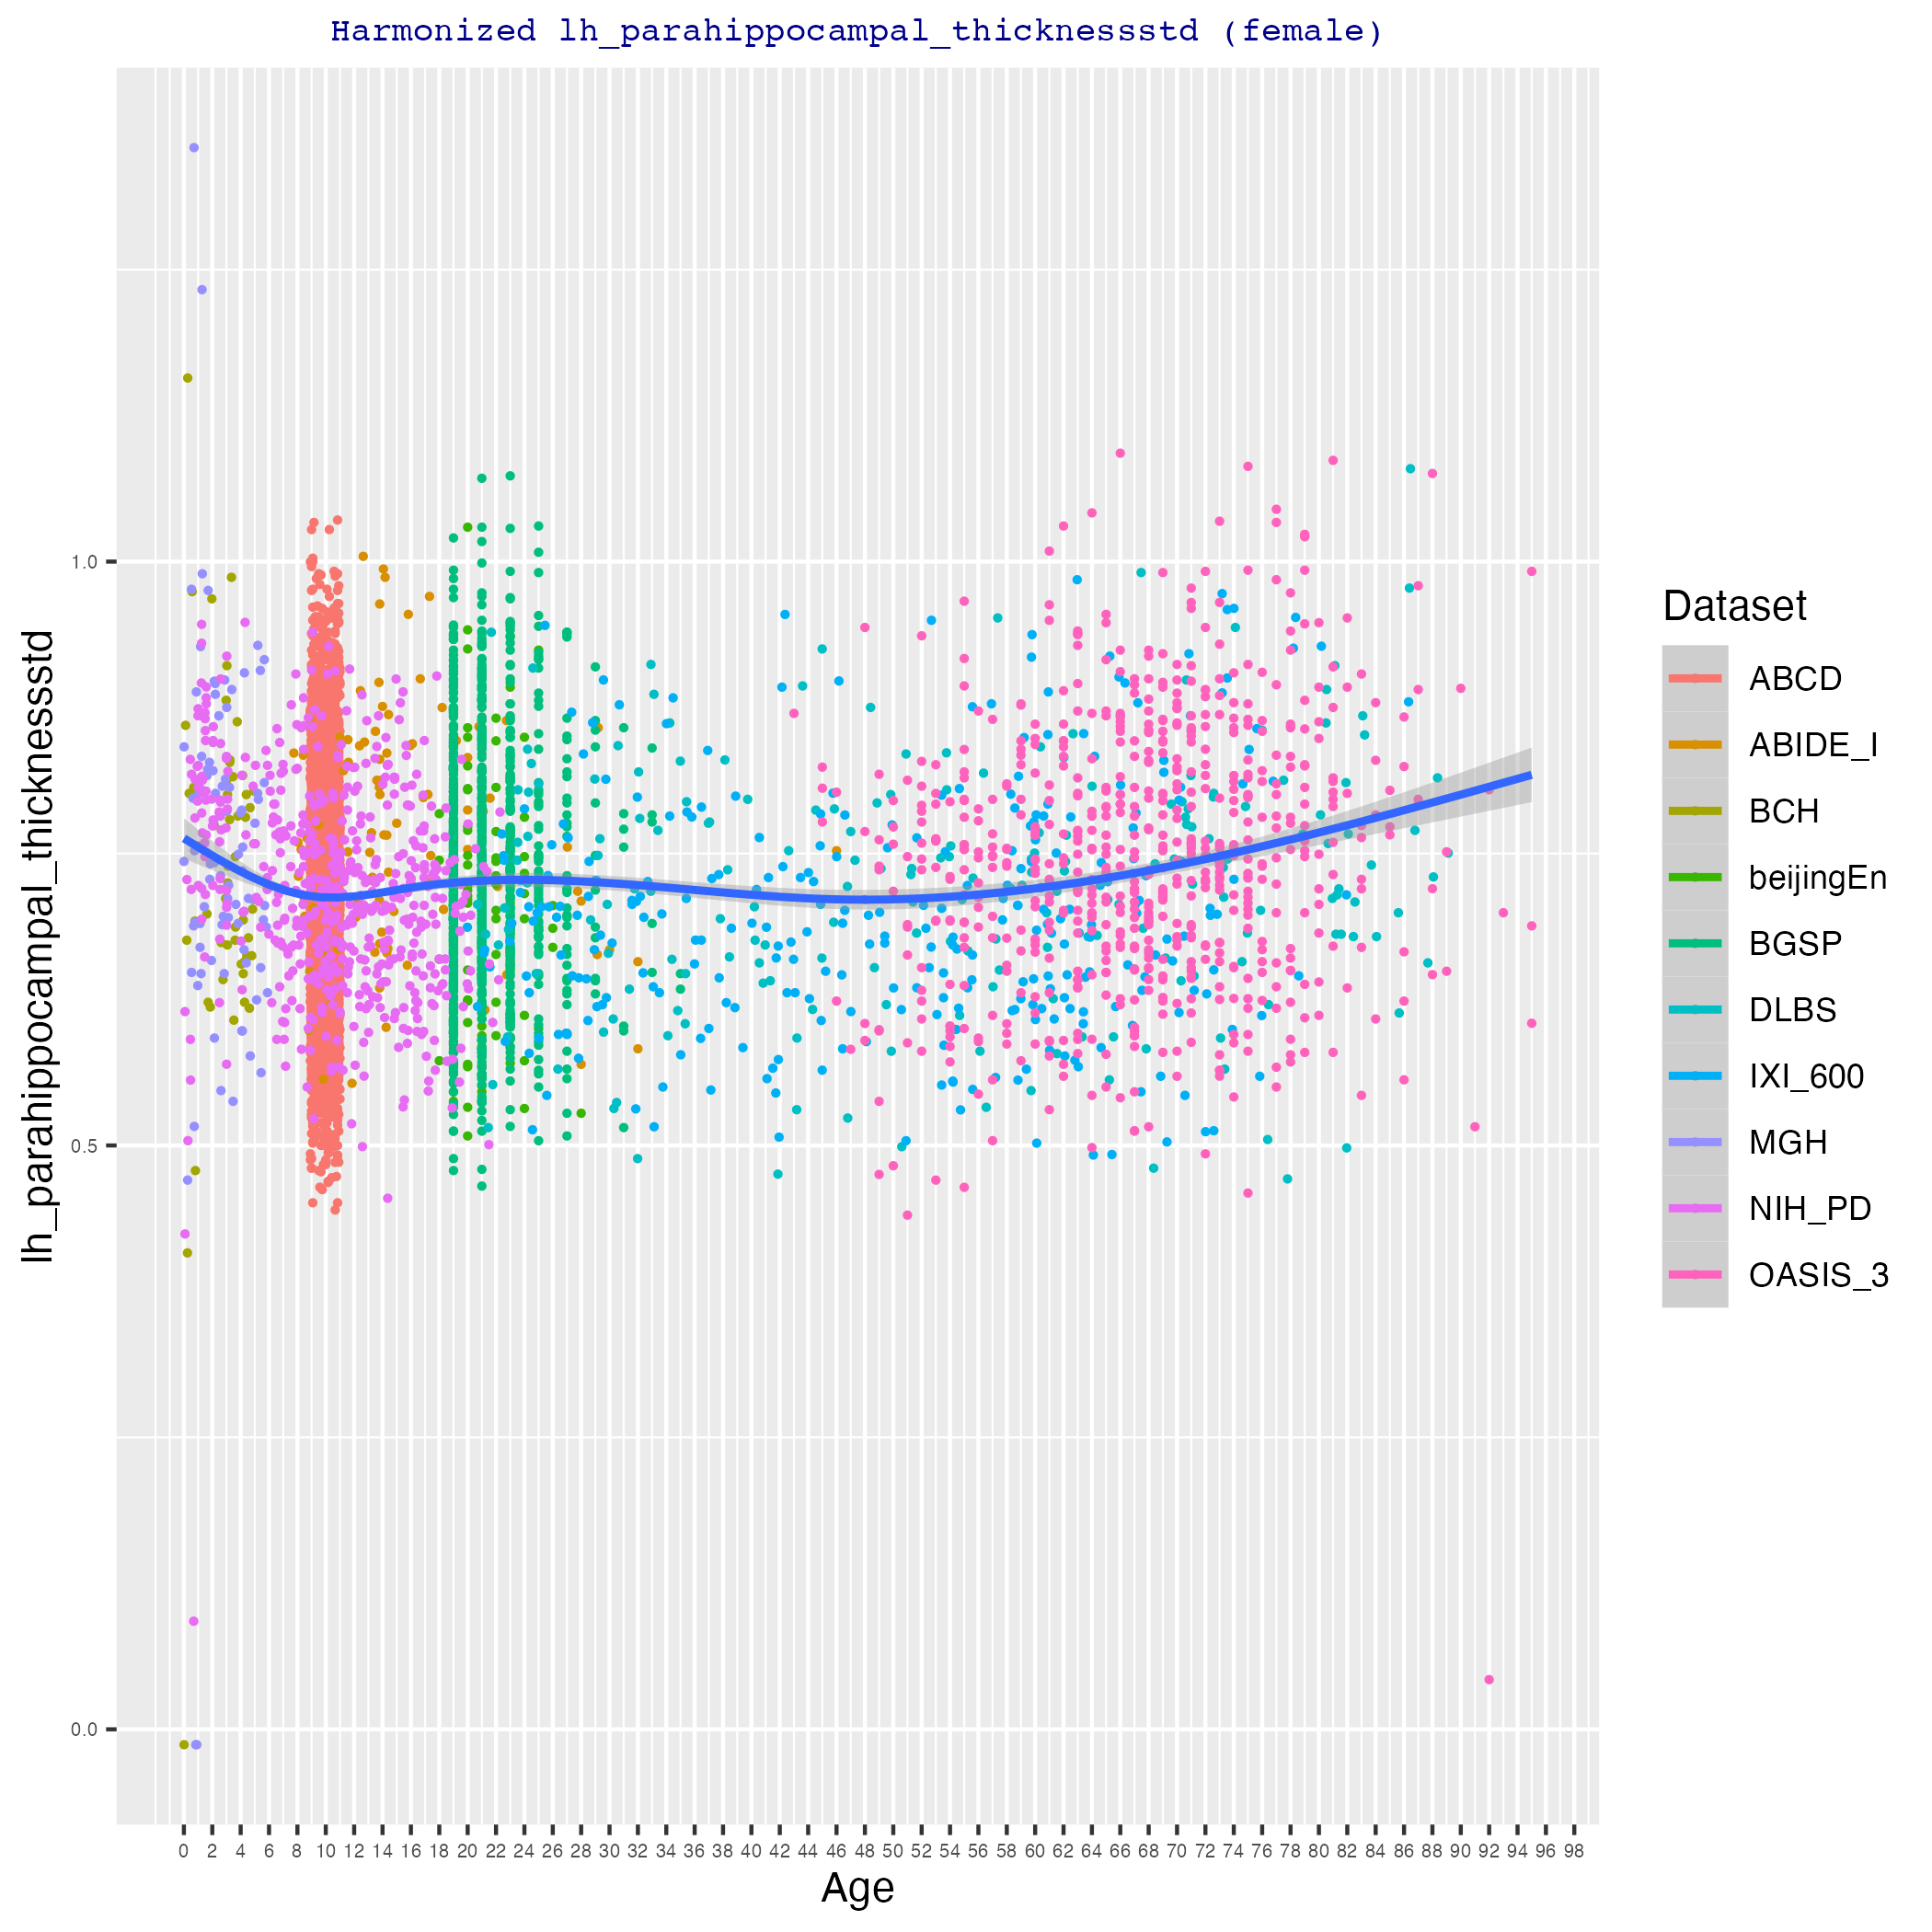 Harmonized lh_parahippocampal_thicknessstd (female)
lh_parahippocampal_thicknessstd
1.0
0.5
0.0
0 2 4 6 8 10 12 14 16 18 20 22 24 26 28 30 32 34 36 38 40 42 44 46 48 50 52 54 56 58 60 62 64 66 68 70 72 74 76 78 80 82 84 86 88 90 92 94 96 98
Age
Dataset
ABCD
ABIDE_I
BCH
beijingEn
BGSP
DLBS
IXI_600
MGH
NIH_PD
OASIS_3